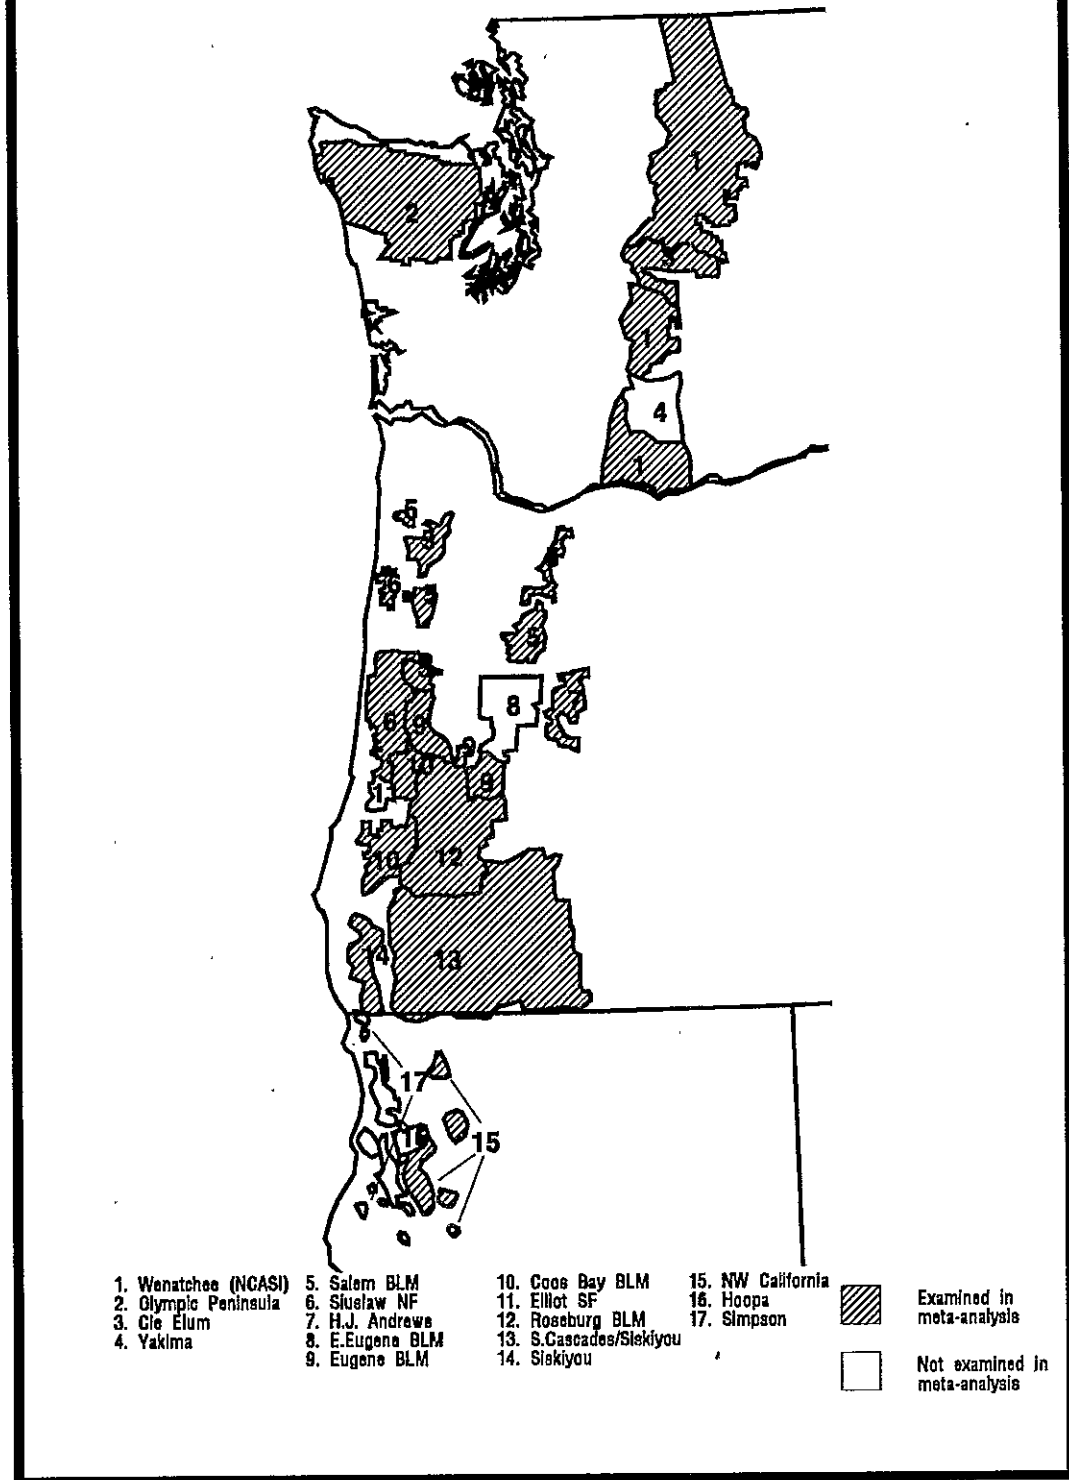 1
2
3
1
4
1
5
5
6
5
5
8
7
6
9
9
9
10
1
10
12
14
13
17
15
1. Wenatchee (NCASI)
2. Olympic Peninsula
3. Cle Elum
4. Yakima
5. Salem BLM
6. Siuslaw NF
7. H.J. Andrews
8. E.Eugene BLM
9. Eugene BLM
10. Coos Bay BLM
11. Elliot SF
12. Roseburg BLM
13. S.Cascades/Siskiyou
14. Siskiyou
15. NW California
16. Hoopa
17. Simpson
Examined in
meta-analysis
Not examined in
meta-analysis